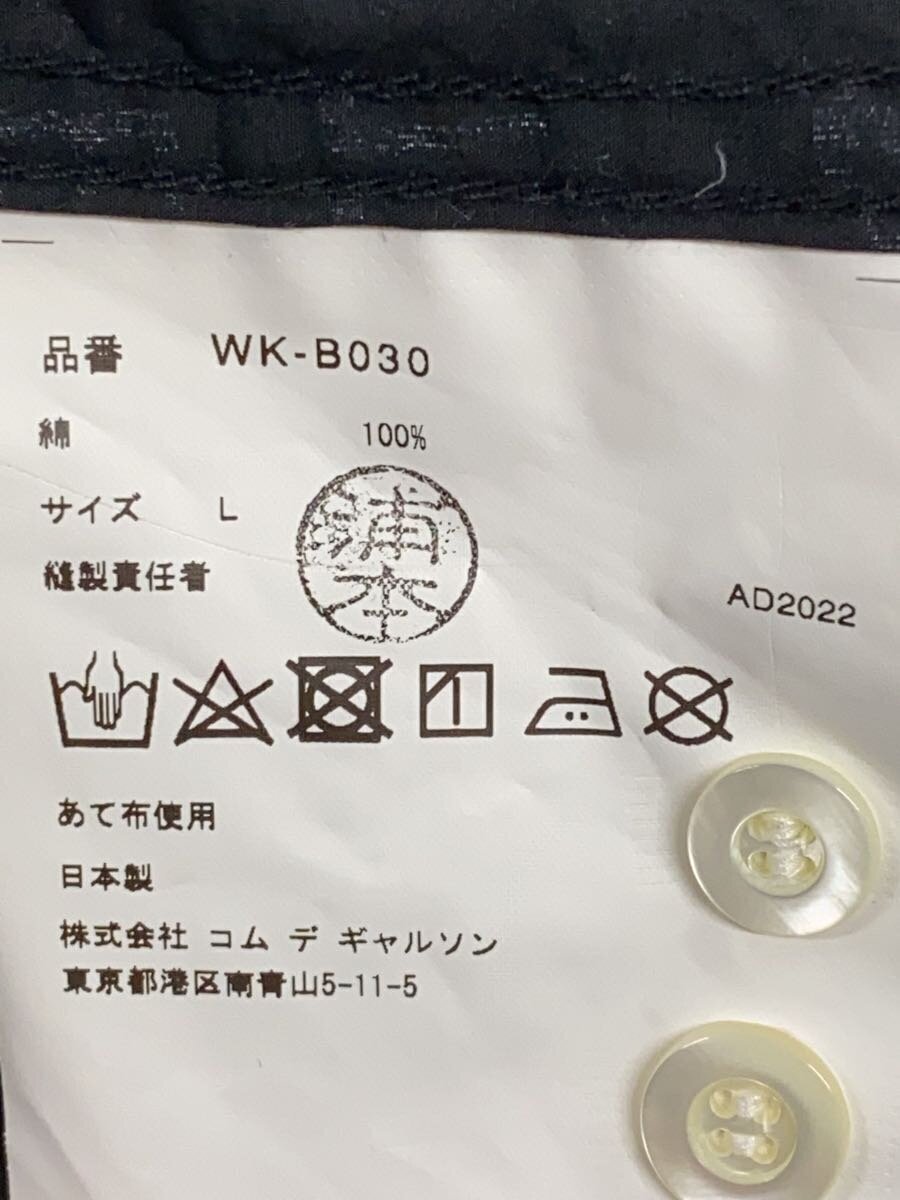 品番 WK-B030
綿 100%
サイズ L
縫製責任者
浦本
AD2022
あて布使用
日本製
株式会社 コム デ ギャルソン
東京都港区南青山5-11-5